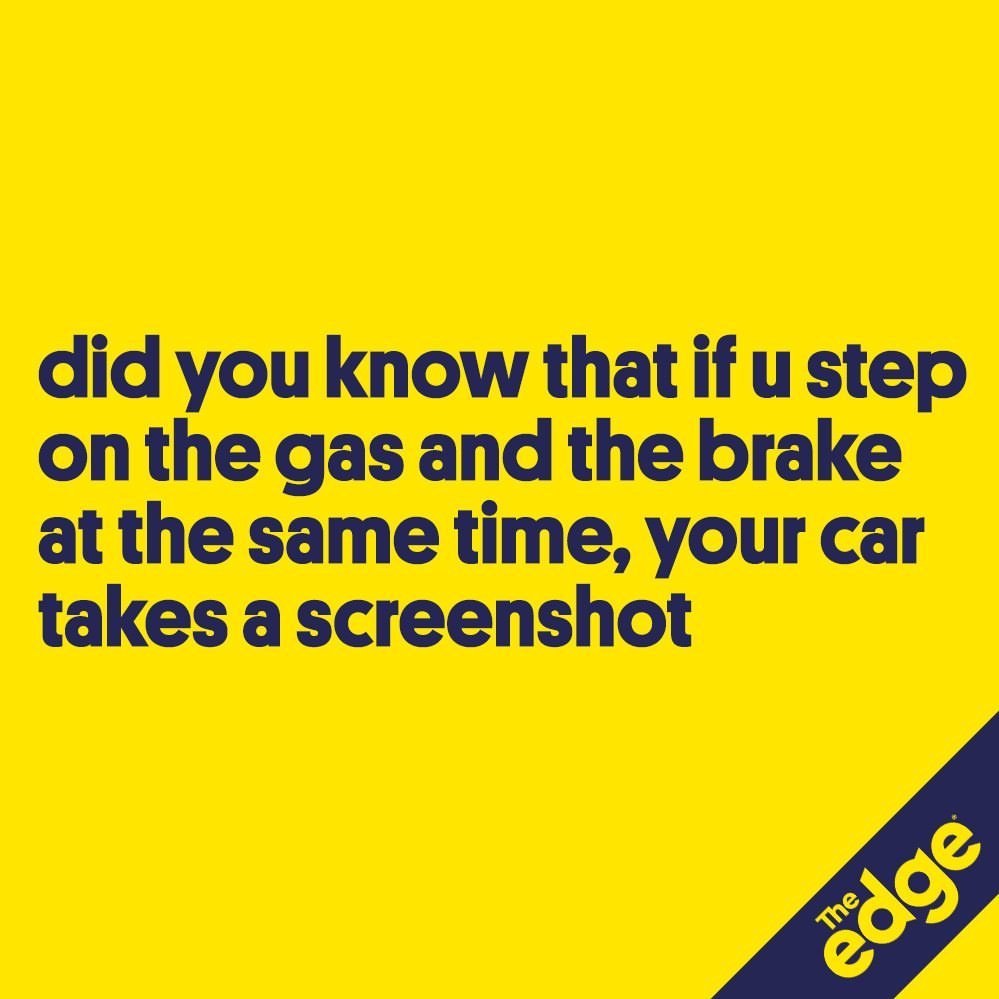 did you know that if u step
on the gas and the brake
at the same time, your car
takes a screenshot
The
edge